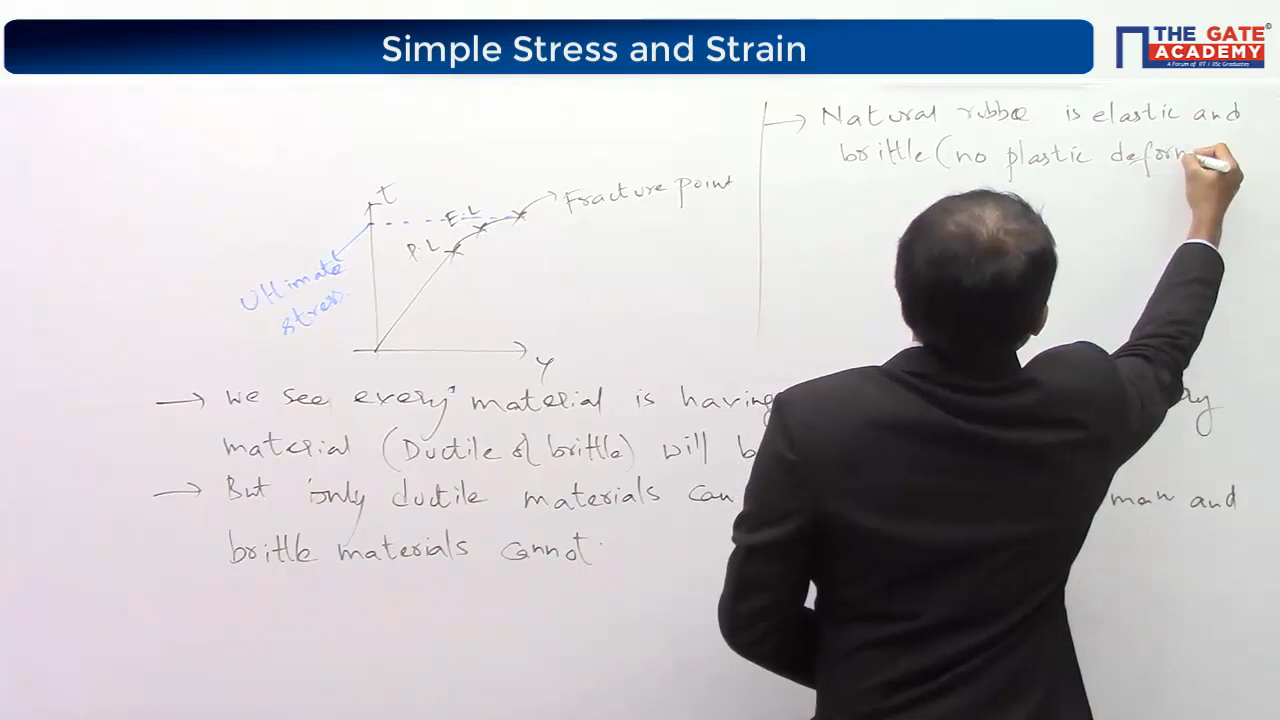 Simple Stress and Strain
THE GATE
ACADEMY
A Forum of IIT / IISc Graduates
→ Natural rubber is elastic and
brittle (no plastic deform
Fracture point
E.L
P.L
Ultimate
stress.
→ We see every material is having
material (Ductile or brittle) will b
→ But only ductile materials can man and
brittle materials cannot.